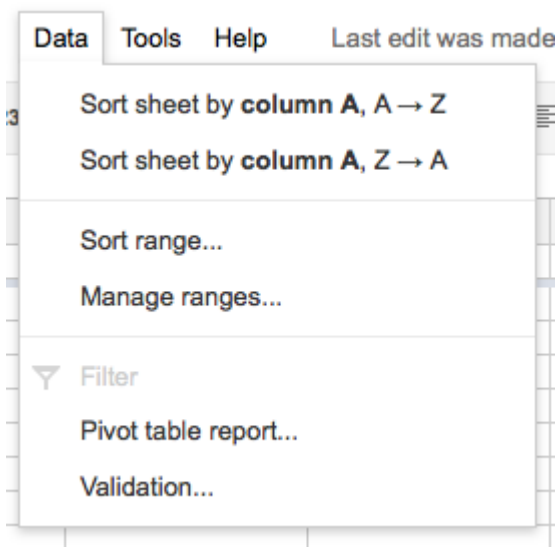 Data Tools Help Last edit was made
Sort sheet by column A, A → Z
Sort sheet by column A, Z → A
Sort range...
Manage ranges...
Filter
Pivot table report...
Validation...